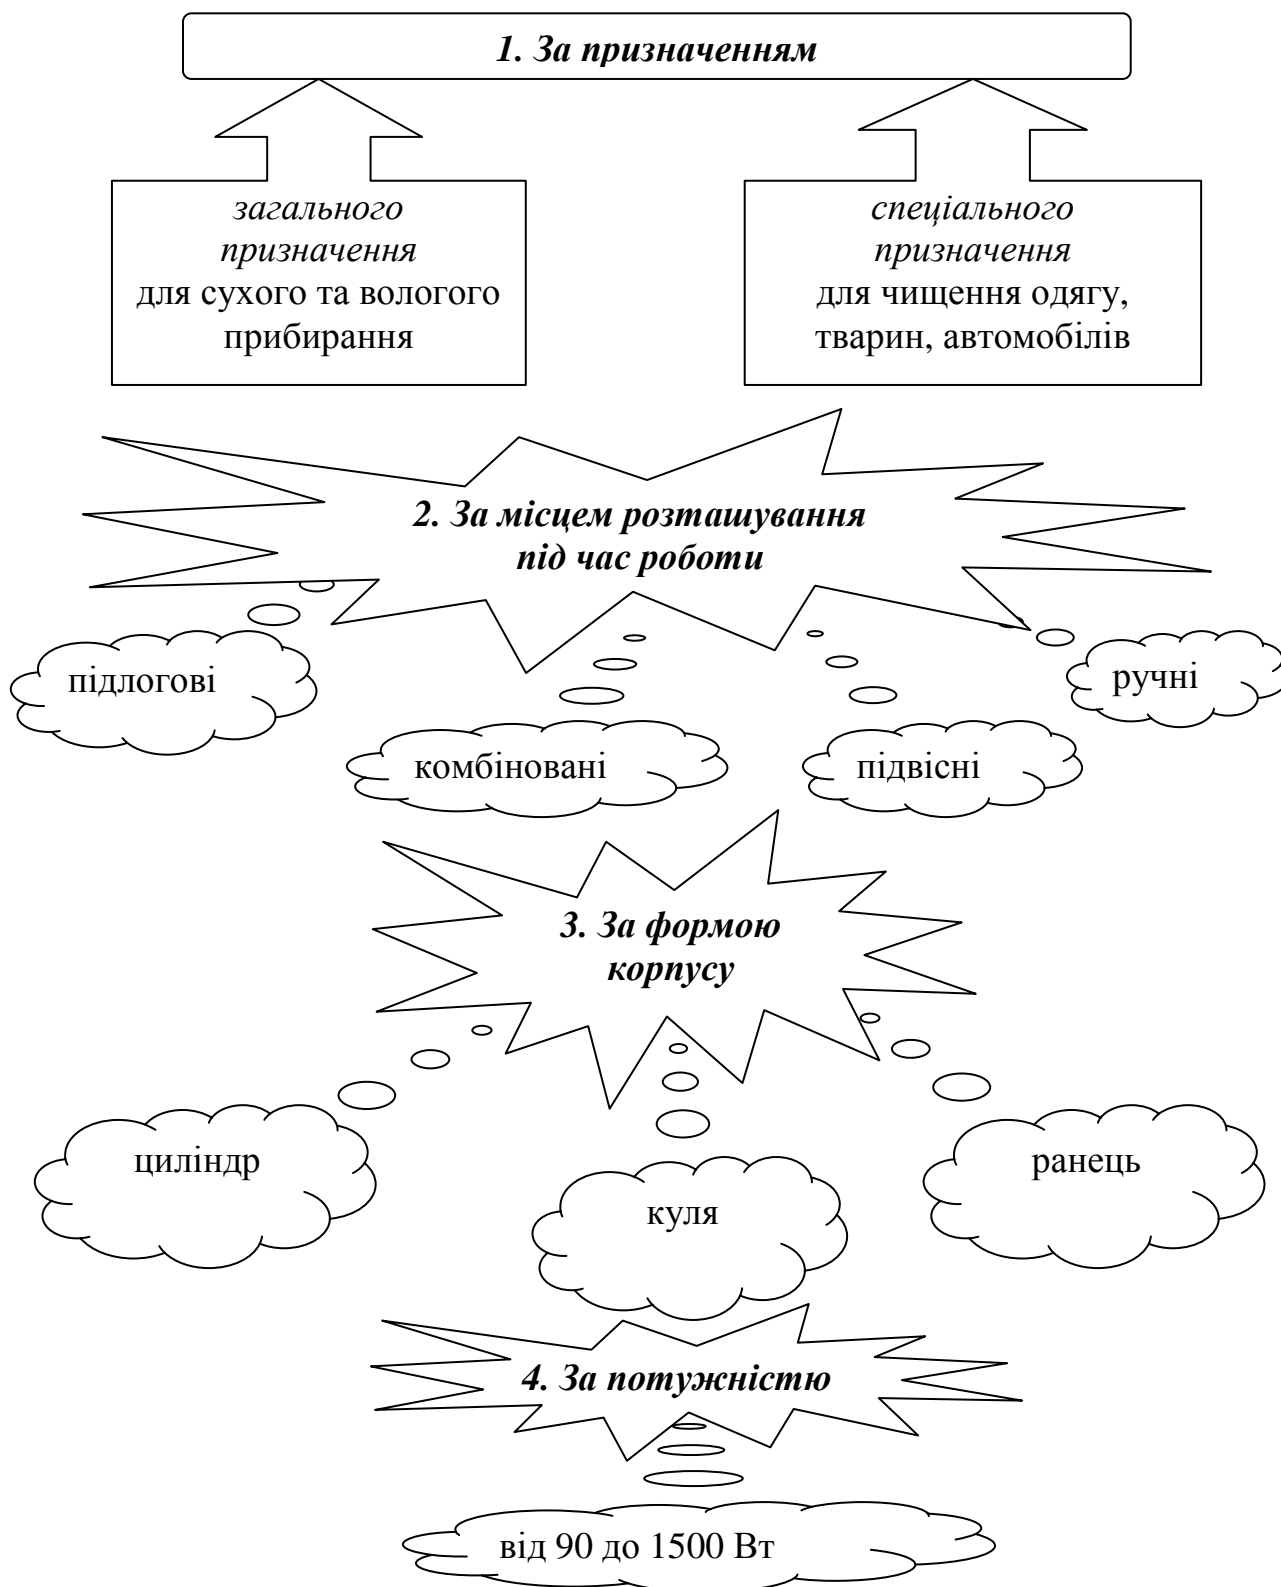 1. За призначенням
загального
призначення
для сухого та вологого
прибирання
спеціального
призначення
для чищення одягу,
тварин, автомобілів
2. За місцем розташування
під час роботи
підлогові
ручні
комбіновані
підвісні
3. За формою
корпусу
циліндр
ранець
куля
4. За потужністю
від 90 до 1500 Вт